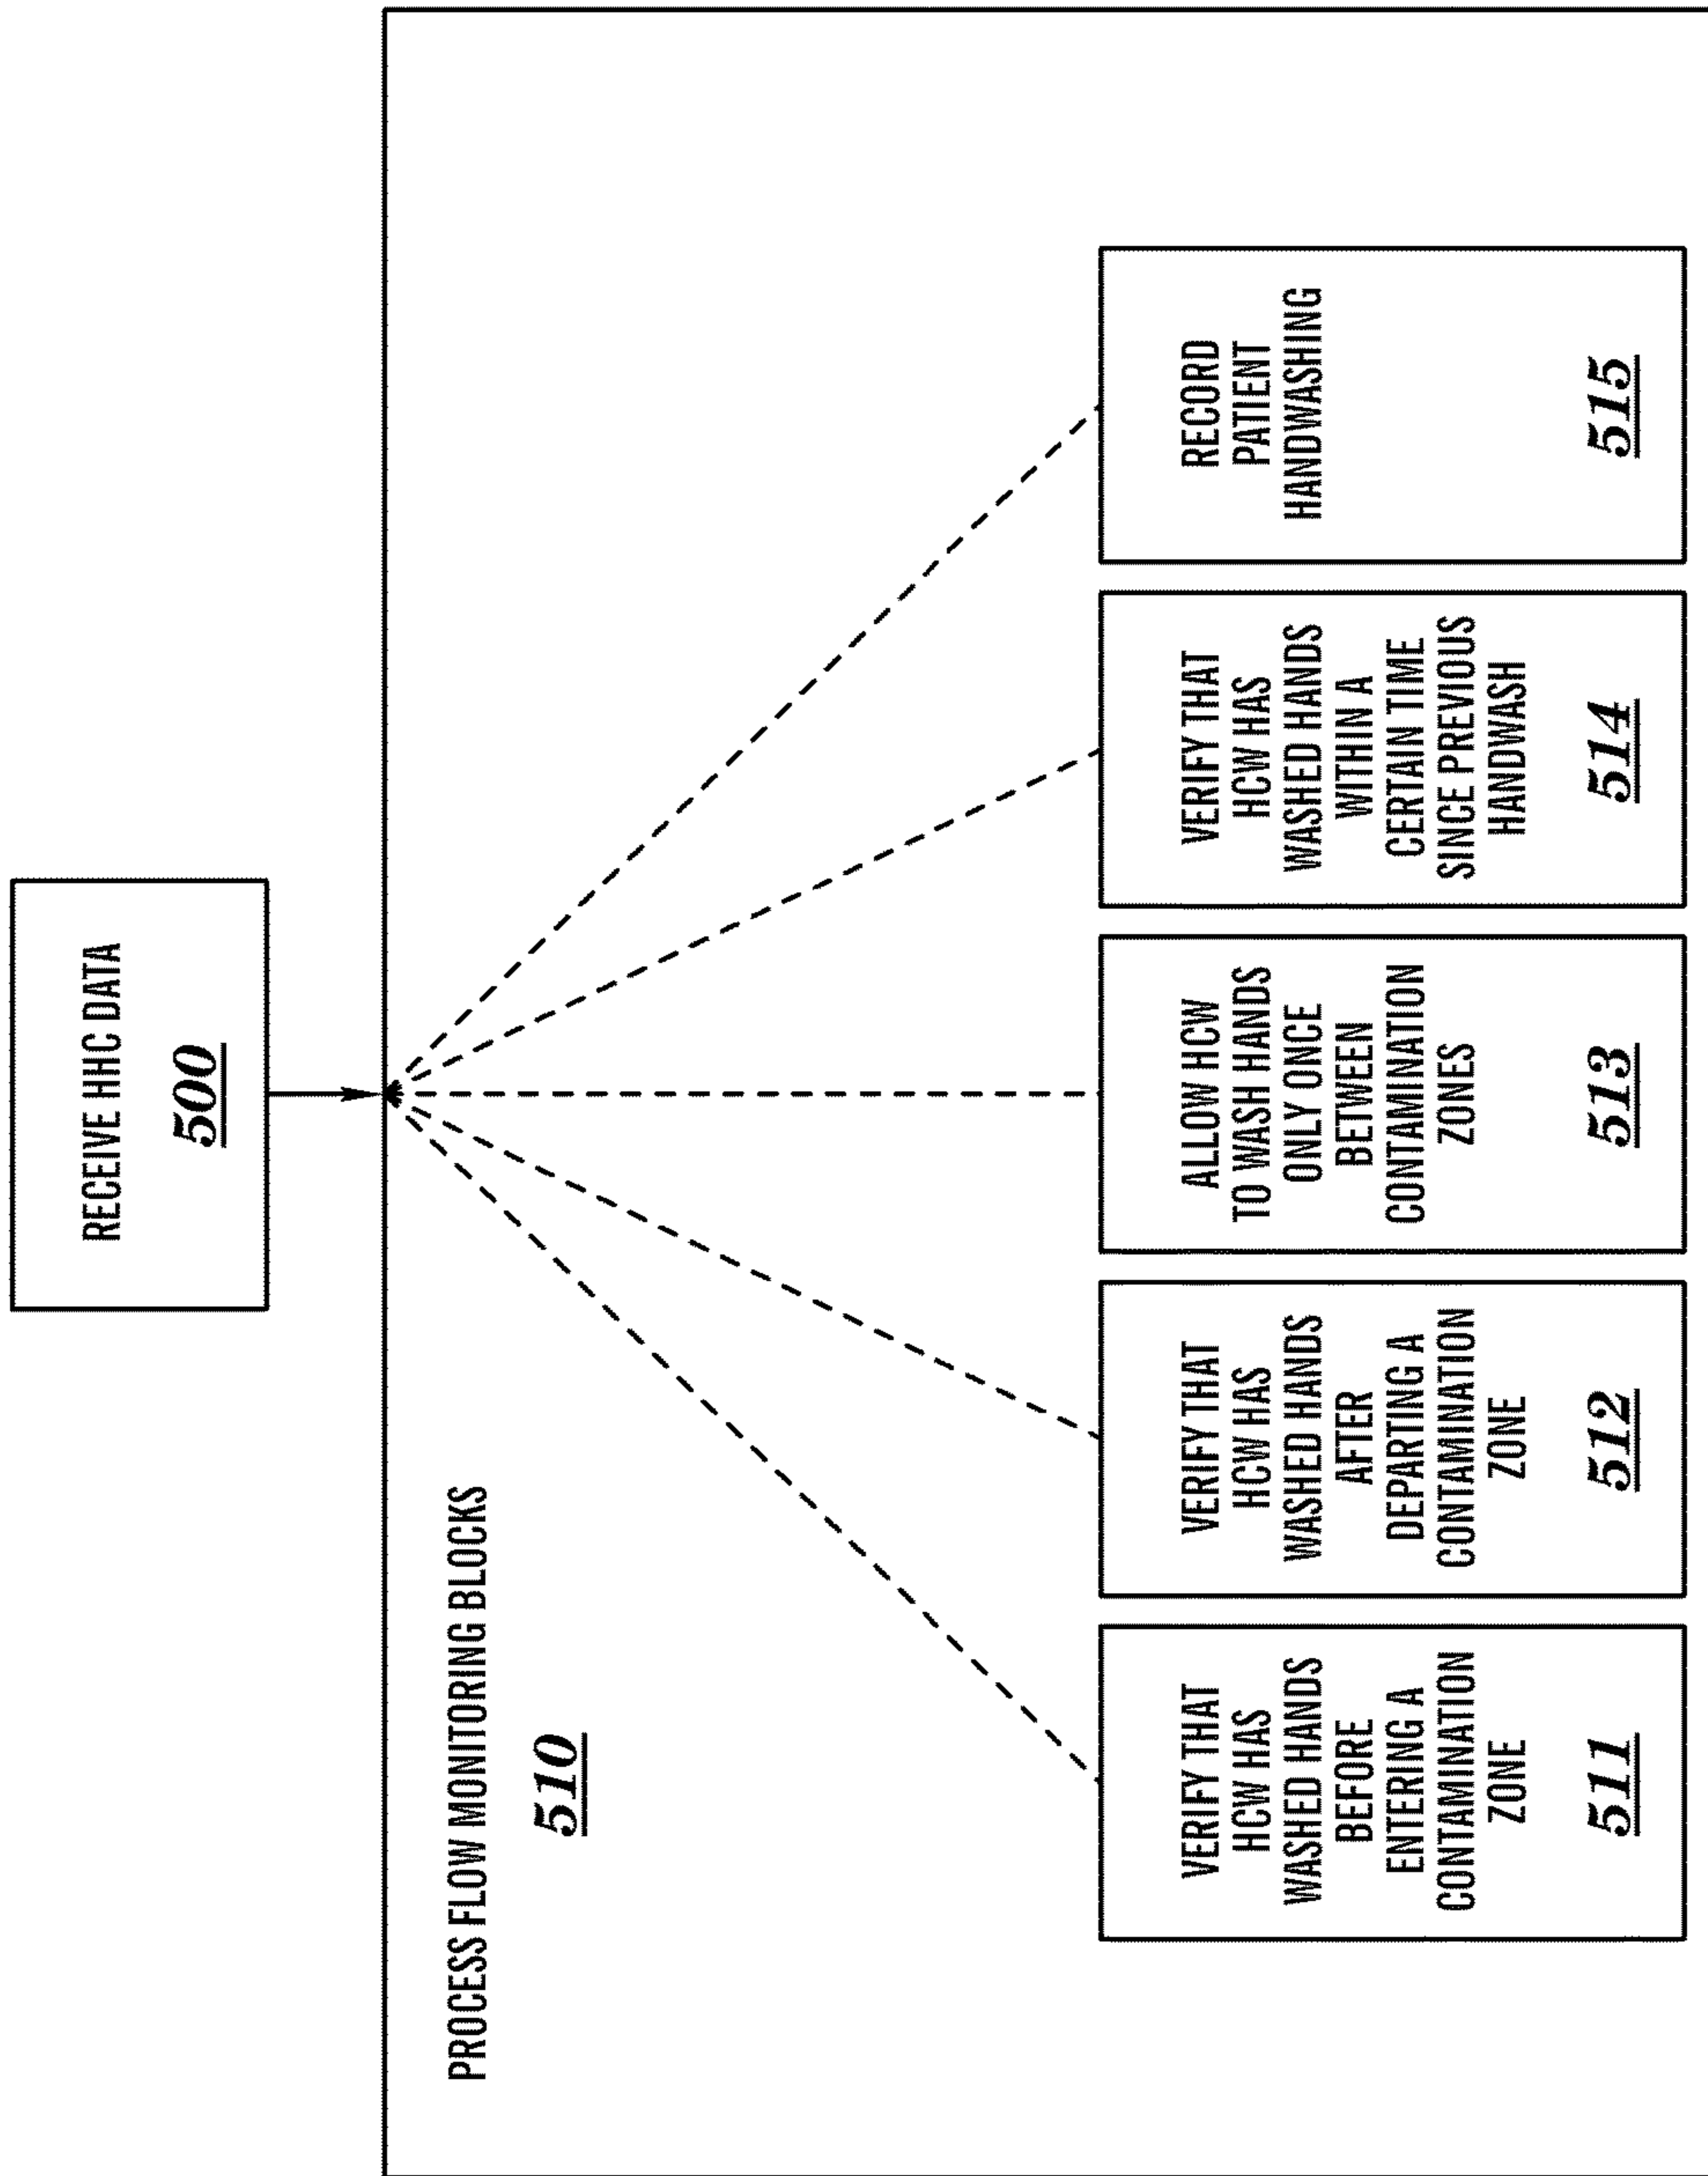 RECEIVE HHC DATA
500
PROCESS FLOW MONITORING BLOCKS
510
VERIFY THAT
HCW HAS
WASHED HANDS
BEFORE
ENTERING A
CONTAMINATION
ZONE
511
VERIFY THAT
HCW HAS
WASHED HANDS
AFTER
DEPARTING A
CONTAMINATION
ZONE
512
ALLOW HCW
TO WASH HANDS
ONLY ONCE
BETWEEN
CONTAMINATION
ZONES
513
VERIFY THAT
HCW HAS
WASHED HANDS
WITHIN A
CERTAIN TIME
SINCE PREVIOUS
HANDWASH
514
RECORD
PATIENT
HANDWASHING
515